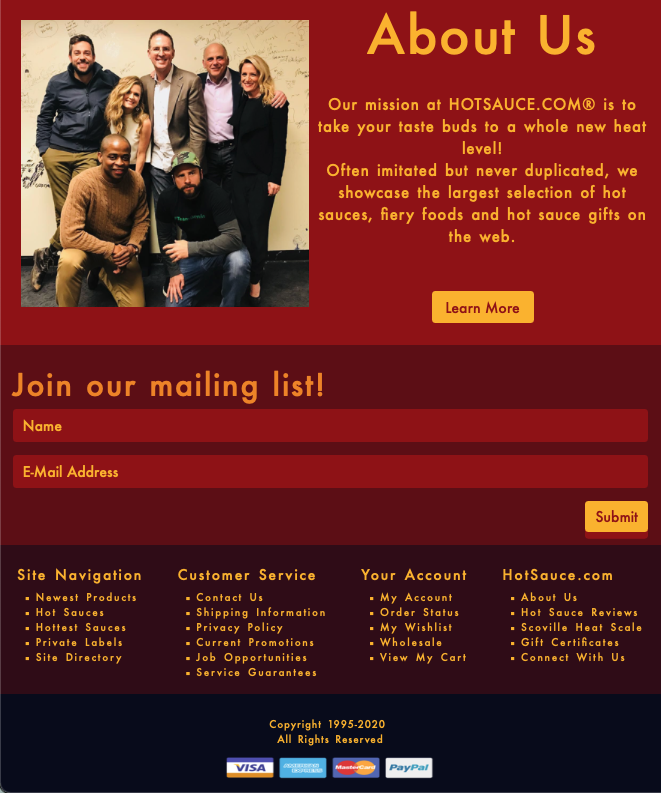 About Us
Our mission at HOTSAUCE.COM® is to
take your taste buds to a whole new heat
level!
Often imitated but never duplicated, we
showcase the largest selection of hot
sauces, fiery foods and hot sauce gifts on
the web.
Learn More
Join our mailing list!
Name
E-Mail Address
Submit
Site Navigation
Newest Products
Hot Sauces
Hottest Sauces
Private Labels
Site Directory
Customer Service
Contact Us
Shipping Information
Privacy Policy
Current Promotions
Job Opportunities
Service Guarantees
Your Account
My Account
Order Status
My Wishlist
Wholesale
View My Cart
HotSauce.com
About Us
Hot Sauce Reviews
Scoville Heat Scale
Gift Certificates
Connect With Us
Copyright 1995-2020
All Rights Reserved
VISA
AMERICAN EXPRESS
MasterCard
PayPal